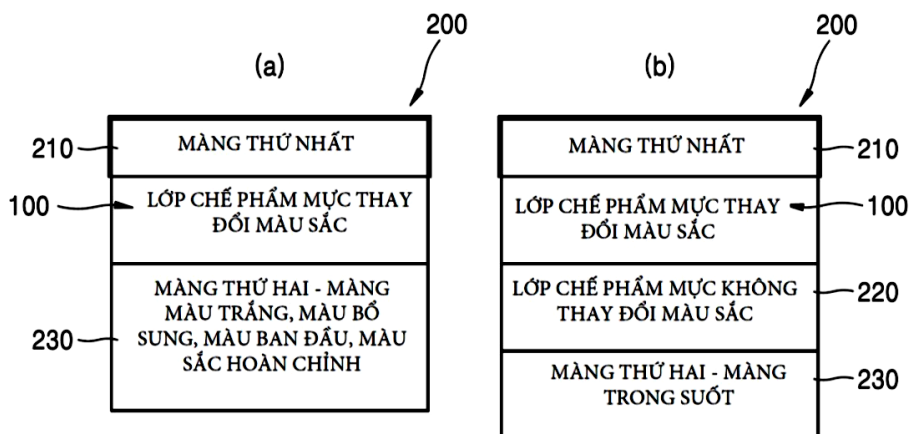 (a)
200
210
MÀNG THỨ NHẤT
100
LỚP CHẾ PHẨM MỰC THAY
ĐỔI MÀU SẮC
230
MÀNG THỨ HAI - MÀNG
MÀU TRẮNG, MÀU BỔ
SUNG, MÀU BAN ĐẦU, MÀU
SẮC HOÀN CHỈNH
(b)
200
MÀNG THỨ NHẤT
210
LỚP CHẾ PHẨM MỰC THAY
ĐỔI MÀU SẮC
100
LỚP CHẾ PHẨM MỰC KHÔNG
THAY ĐỔI MÀU SẮC
220
MÀNG THỨ HAI - MÀNG
TRONG SUỐT
230